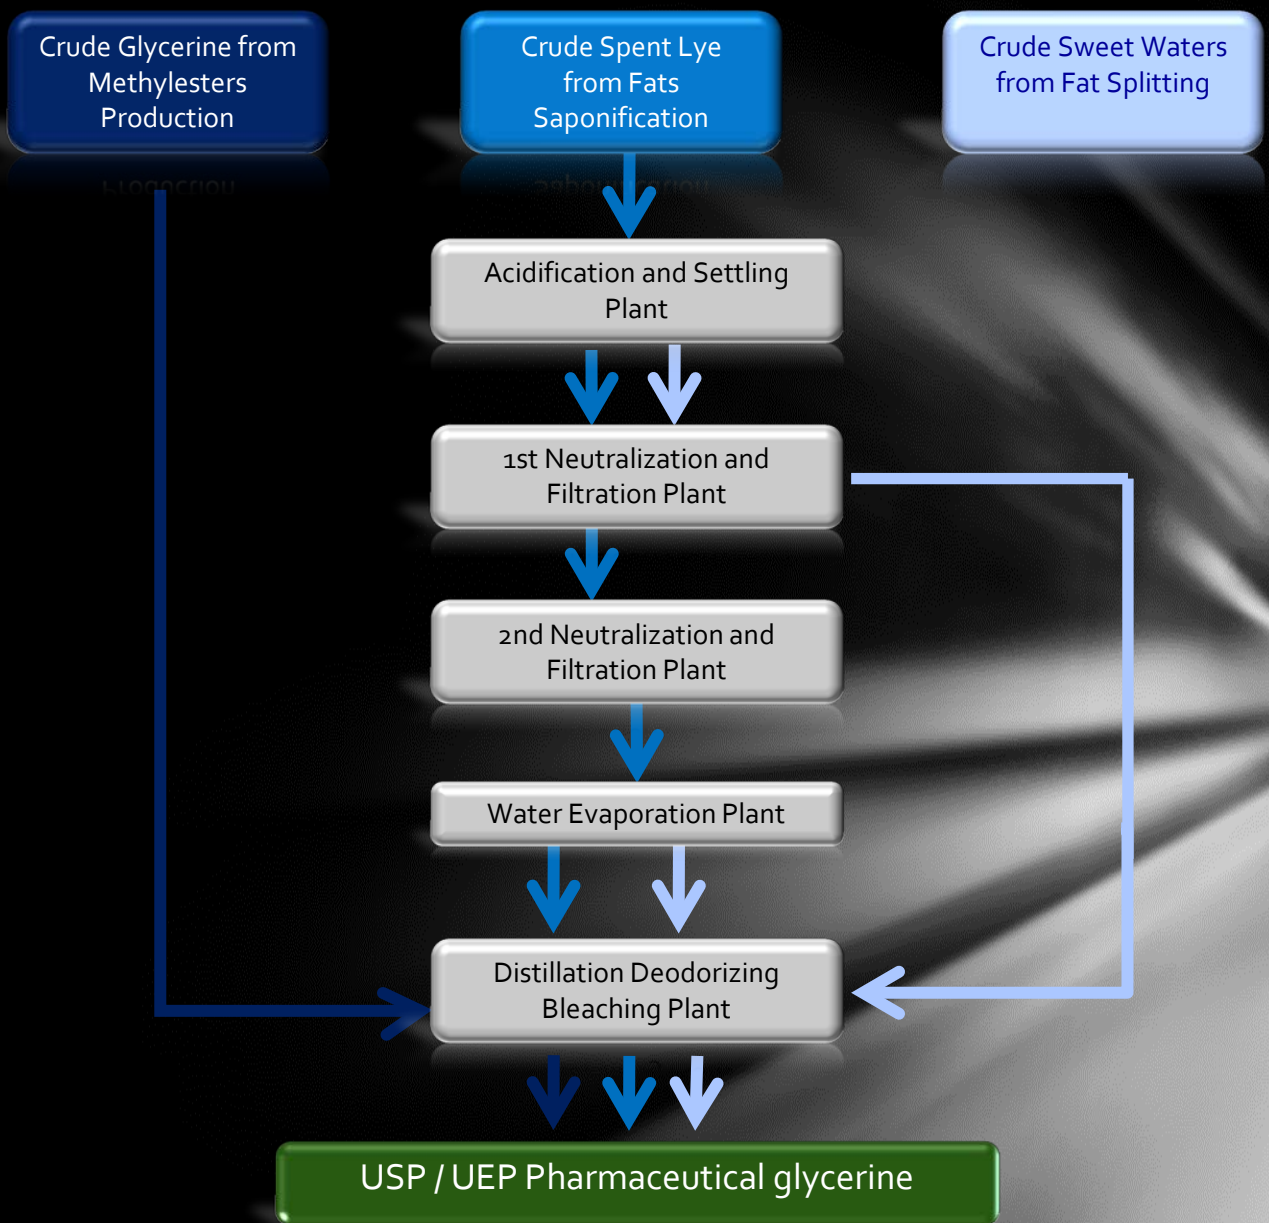 Crude Glycerine from
Methylesters
Production
Crude Spent Lye
from Fats
Saponification
Crude Sweet Waters
from Fat Splitting
Acidification and Settling
Plant
1st Neutralization and
Filtration Plant
2nd Neutralization and
Filtration Plant
Water Evaporation Plant
Distillation Deodorizing
Bleaching Plant
USP / UEP Pharmaceutical glycerine